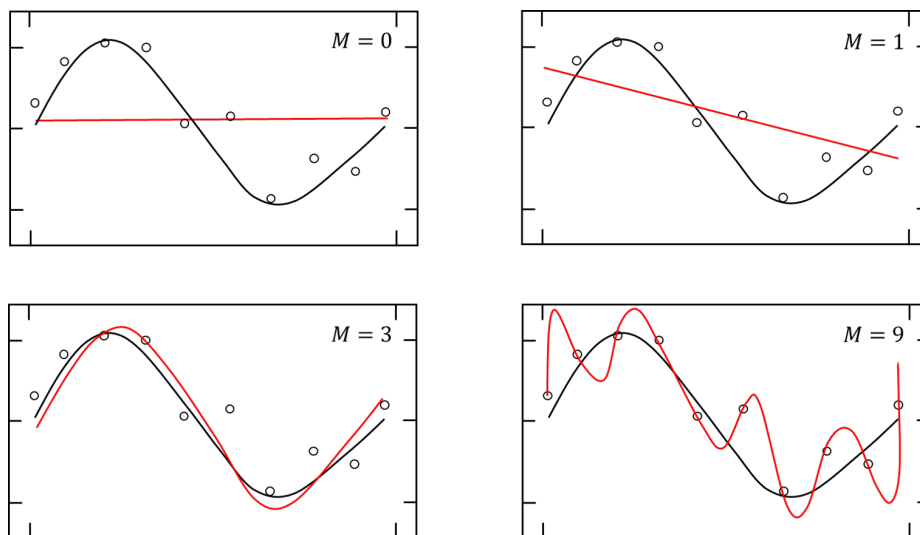 M = 0
M = 1
M = 3
M = 9